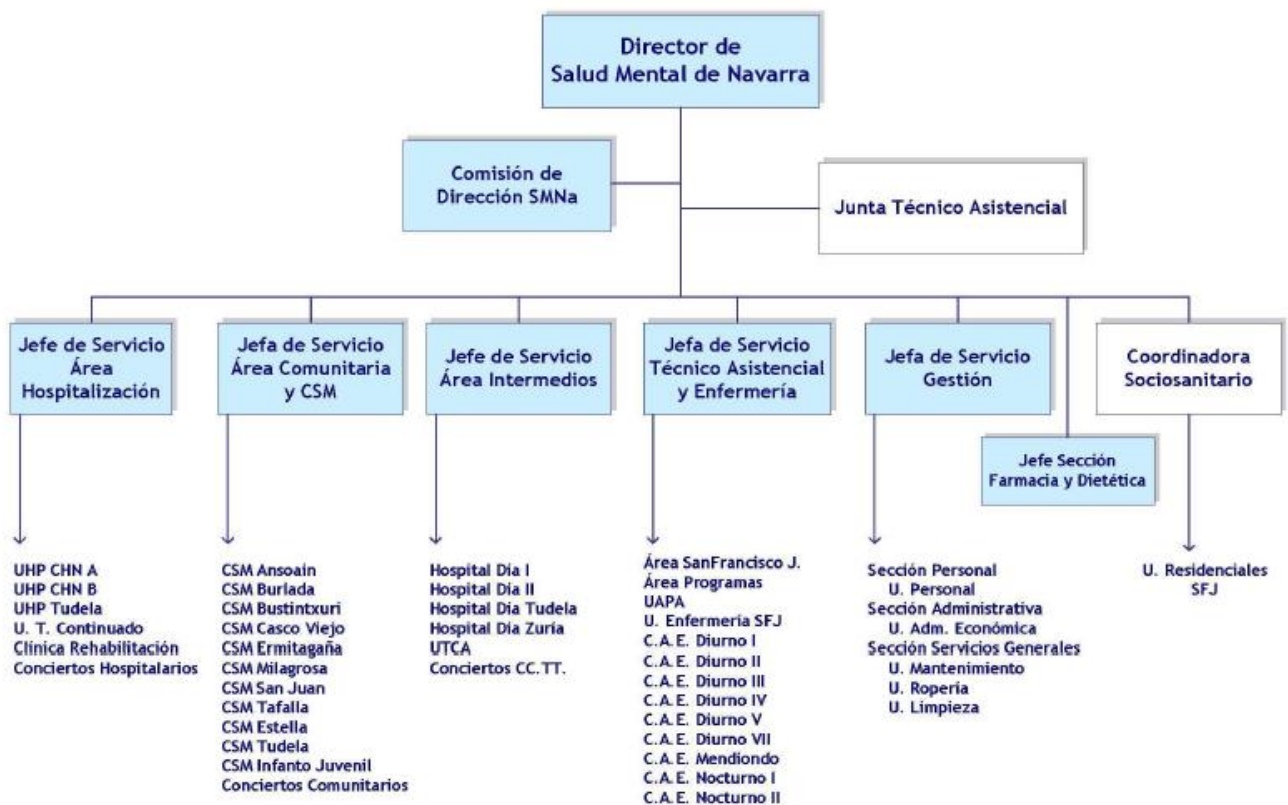 Director de
Salud Mental de Navarra
Comisión de
Dirección SMNa
Junta Técnico Asistencial
Jefe de Servicio
Área
Hospitalización
Jefa de Servicio
Área Comunitaria
y CSM
Jefe de Servicio
Área Intermedios
Jefa de Servicio
Técnico Asistencial
y Enfermería
Jefa de Servicio
Gestión
Coordinadora
Sociosanitario
Jefe Sección
Farmacia y Dietética
UHP CHN A
UHP CHN B
UHP Tudela
U. T. Continuado
Clínica Rehabilitación
Conciertos Hospitalarios
CSM Ansoain
CSM Burlada
CSM Bustintxuri
CSM Casco Viejo
CSM Ermitagaña
CSM Milagrosa
CSM San Juan
CSM Tafalla
CSM Estella
CSM Tudela
CSM Infanto Juvenil
Conciertos Comunitarios
Hospital Día I
Hospital Día II
Hospital Día Tudela
Hospital Día Zuría
UTCA
Conciertos CC.TT.
Área SanFrancisco J.
Área Programas
UAPA
U. Enfermería SFJ
C.A.E. Diurno I
C.A.E. Diurno II
C.A.E. Diurno III
C.A.E. Diurno IV
C.A.E. Diurno V
C.A.E. Diurno VII
C.A.E. Mendiondo
C.A.E. Nocturno I
C.A.E. Nocturno II
Sección Personal
U. Personal
Sección Administrativa
U. Adm. Económica
Sección Servicios Generales
U. Mantenimiento
U. Ropería
U. Limpieza
U. Residenciales
SFJ